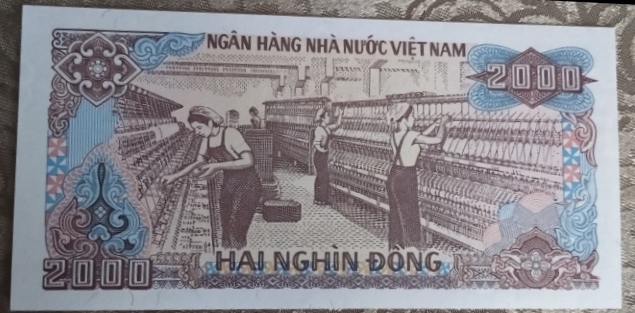 NGÂN HÀNG NHÀ NƯỚC VIỆT NAM
2000
2000
HAI NGHÌN ĐỒNG